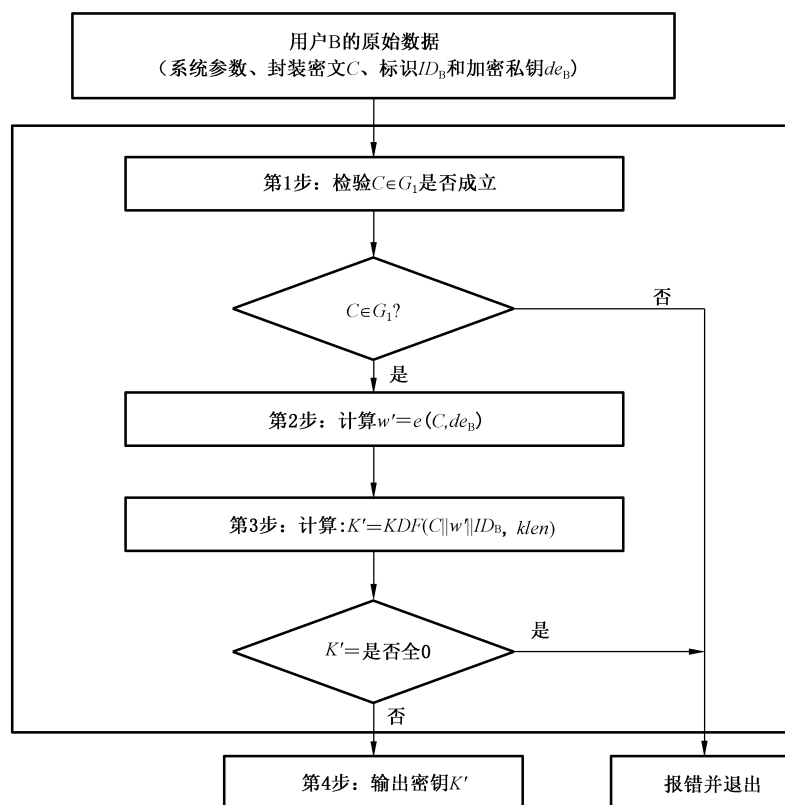 用户B的原始数据
（系统参数、封装密文C、标识ID_B和加密私钥de_B）
第1步：检验C∈G₁是否成立
C∈G₁?
否
是
第2步：计算w′=e(C,de_B)
第3步：计算:K′=KDF(C||w′||ID_B, klen)
K′=是否全0
是
否
第4步：输出密钥K′
报错并退出